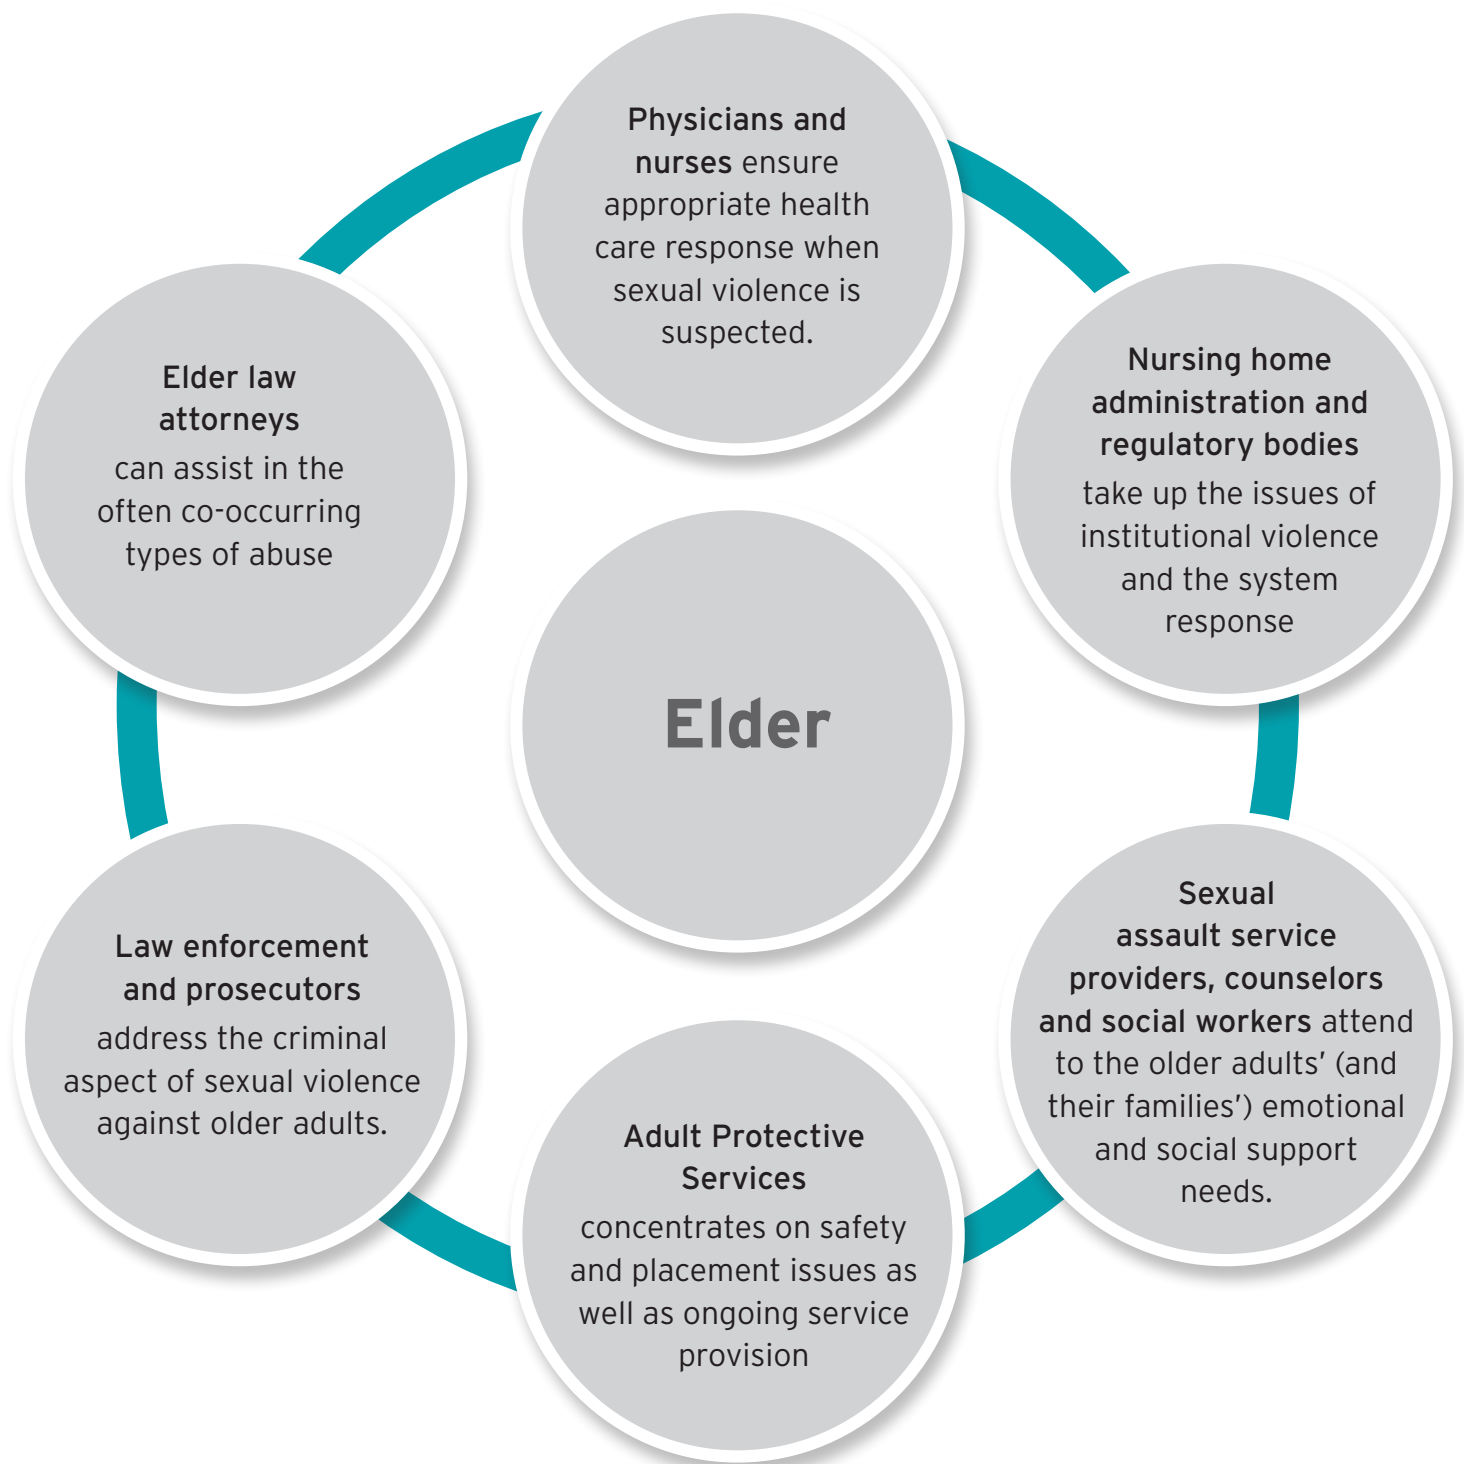 Physicians and
nurses ensure
appropriate health
care response when
sexual violence is
suspected.
Nursing home
administration and
regulatory bodies
take up the issues of
institutional violence
and the system
response
Sexual
assault service
providers, counselors
and social workers attend
to the older adults’ (and
their families’) emotional
and social support
needs.
Adult Protective
Services
concentrates on safety
and placement issues as
well as ongoing service
provision
Law enforcement
and prosecutors
address the criminal
aspect of sexual violence
against older adults.
Elder law
attorneys
can assist in the
often co-occurring
types of abuse
Elder